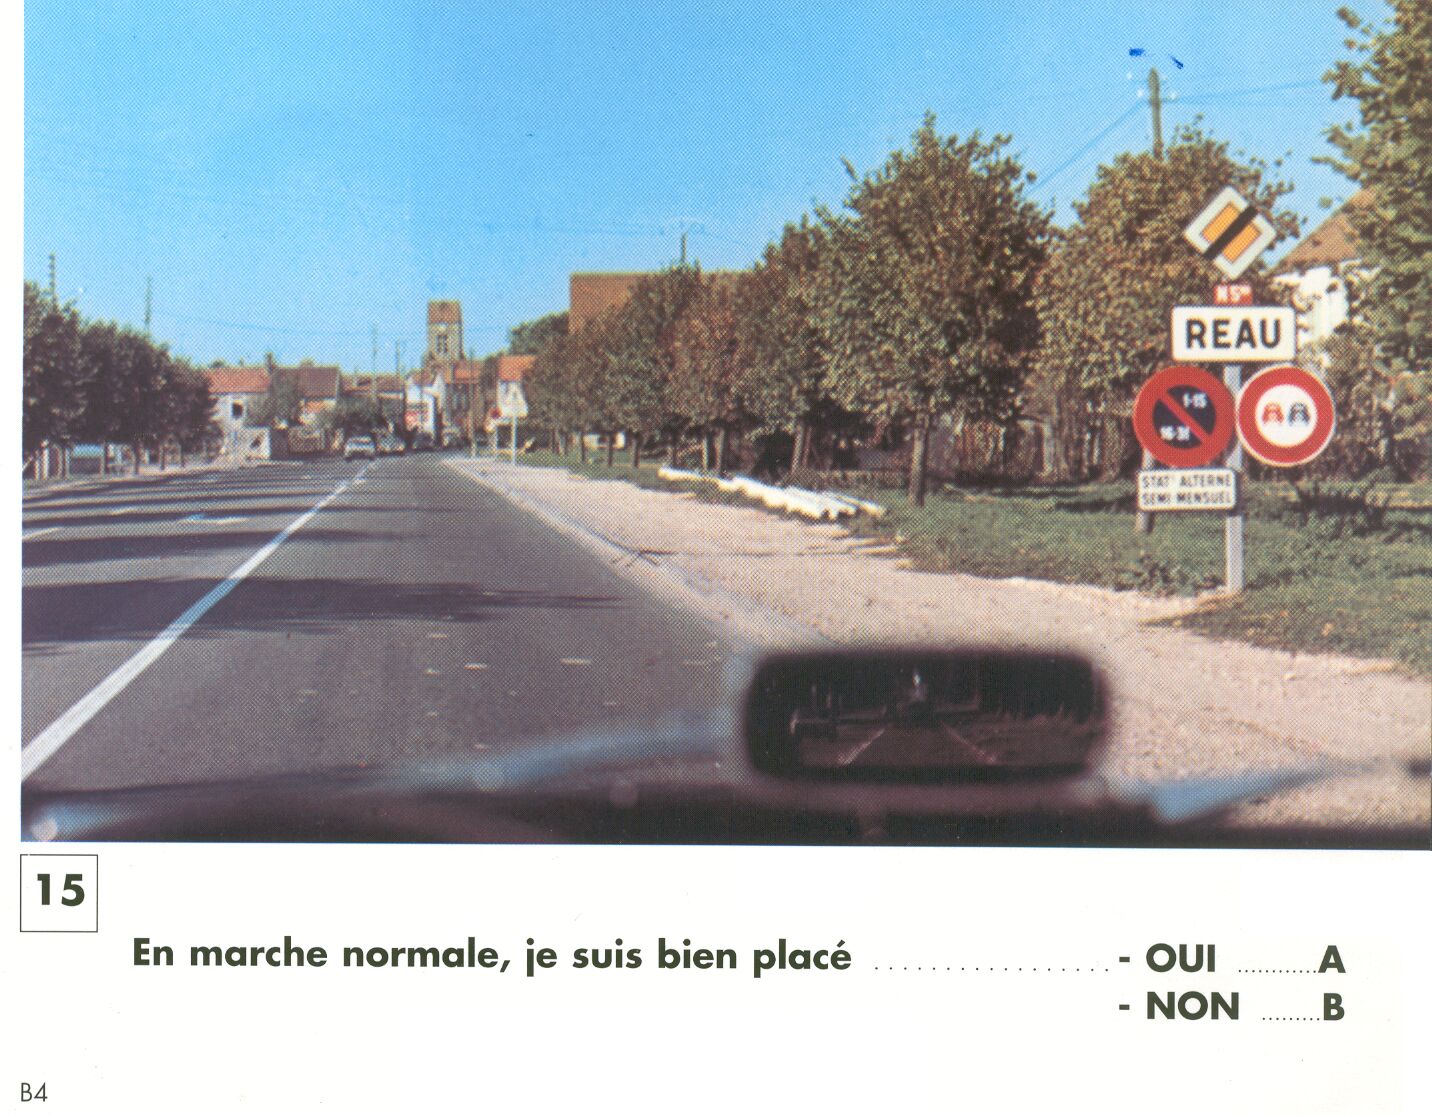 N 5
REAU
1-15
16-31
STAT^t ALTERNE
SEMI-MENSUEL
15
En marche normale, je suis bien placé ................. - OUI ............ A
- NON ......... B
B4